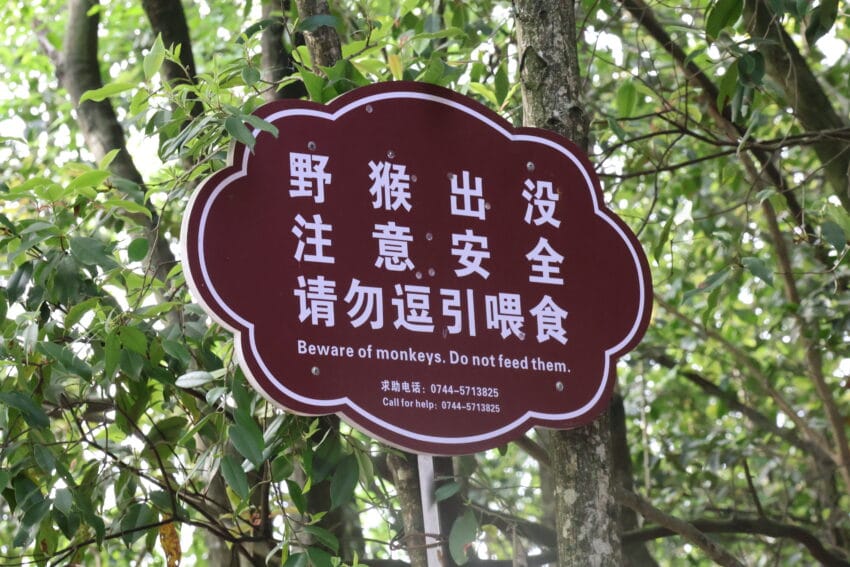 野猴出没
注意安全
请勿逗引喂食
Beware of monkeys. Do not feed them.
求助电话：0744-5713825
Call for help: 0744-5713825